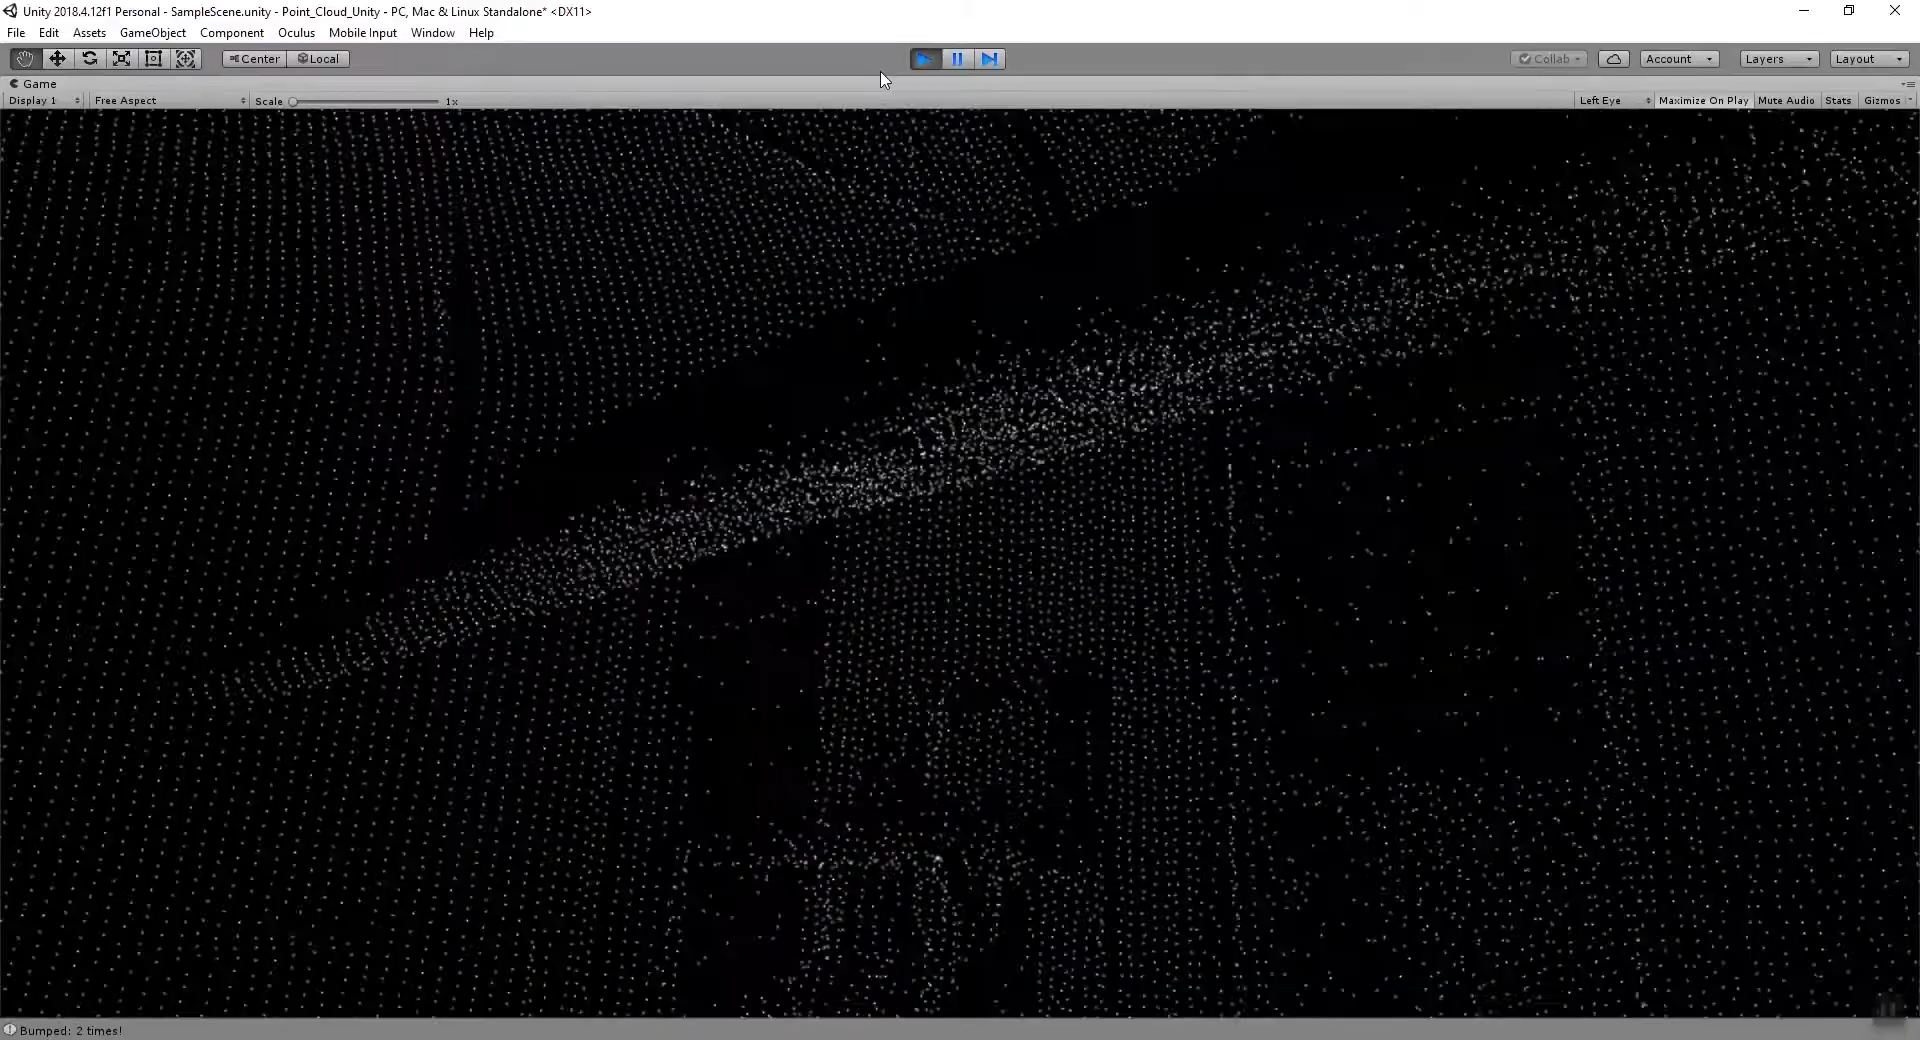 Unity 2018.4.12f1 Personal - SampleScene.unity - Point_Cloud_Unity - PC, Mac & Linux Standalone* <DX11>
File Edit Assets GameObject Component Oculus Mobile Input Window Help
Center Local Collab Account Layers Layout
Game
Display 1 Free Aspect Scale 1x Left Eye Maximize On Play Mute Audio Stats Gizmos
Bumped: 2 times!